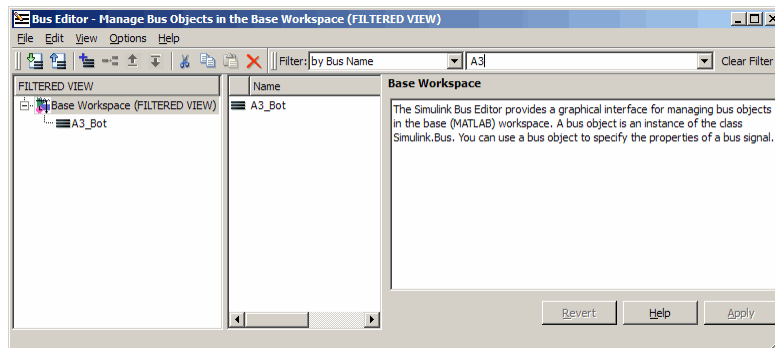 Bus Editor - Manage Bus Objects in the Base Workspace (FILTERED VIEW)
File Edit View Options Help
Filter: by Bus Name A3 Clear Filter
FILTERED VIEW
Base Workspace (FILTERED VIEW)
A3_Bot
Name
A3_Bot
Base Workspace
The Simulink Bus Editor provides a graphical interface for managing bus objects
in the base (MATLAB) workspace. A bus object is an instance of the class
Simulink.Bus. You can use a bus object to specify the properties of a bus signal.
Revert Help Apply